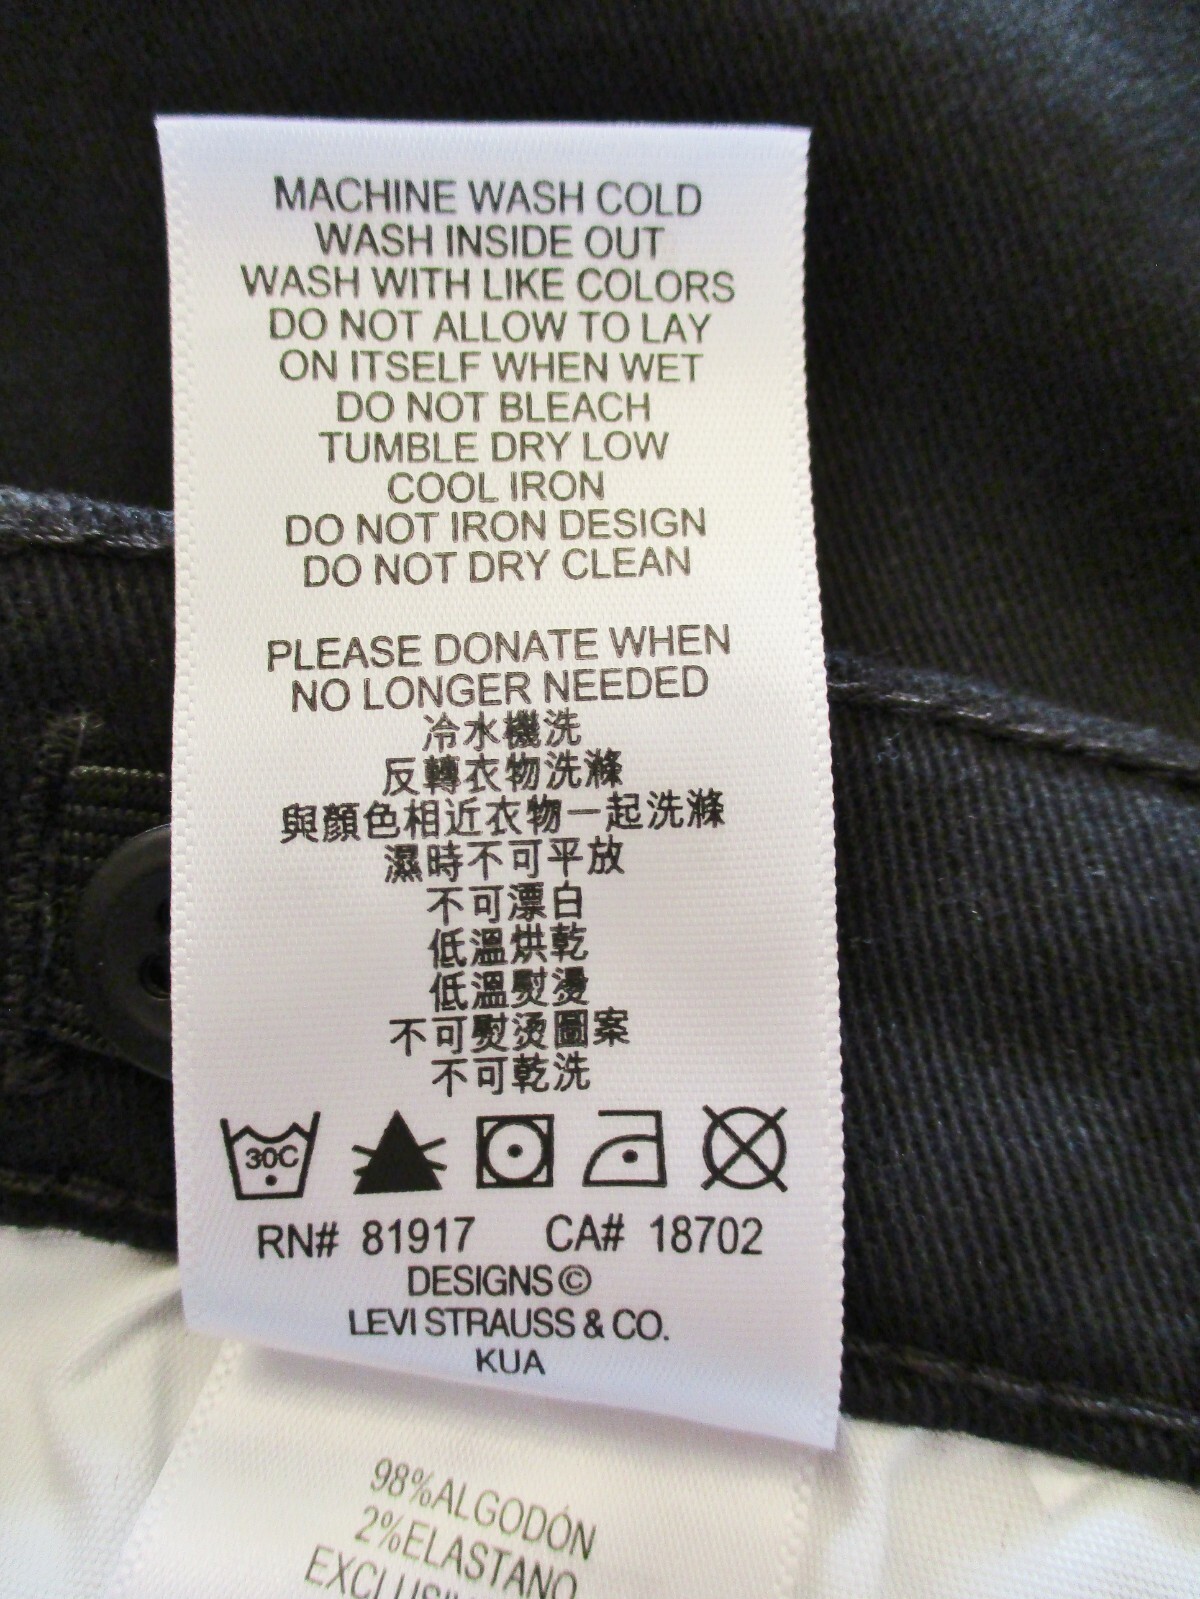 MACHINE WASH COLD
WASH INSIDE OUT
WASH WITH LIKE COLORS
DO NOT ALLOW TO LAY
ON ITSELF WHEN WET
DO NOT BLEACH
TUMBLE DRY LOW
COOL IRON
DO NOT IRON DESIGN
DO NOT DRY CLEAN
PLEASE DONATE WHEN
NO LONGER NEEDED
冷水機洗
反轉衣物洗滌
與顏色相近衣物一起洗滌
濕時不可平放
不可漂白
低溫烘乾
低溫熨燙
不可熨烫圖案
不可乾洗
30C
RN# 81917 CA# 18702
DESIGNS©
LEVI STRAUSS & CO.
KUA
98%ALGODÓN
2%ELASTANO